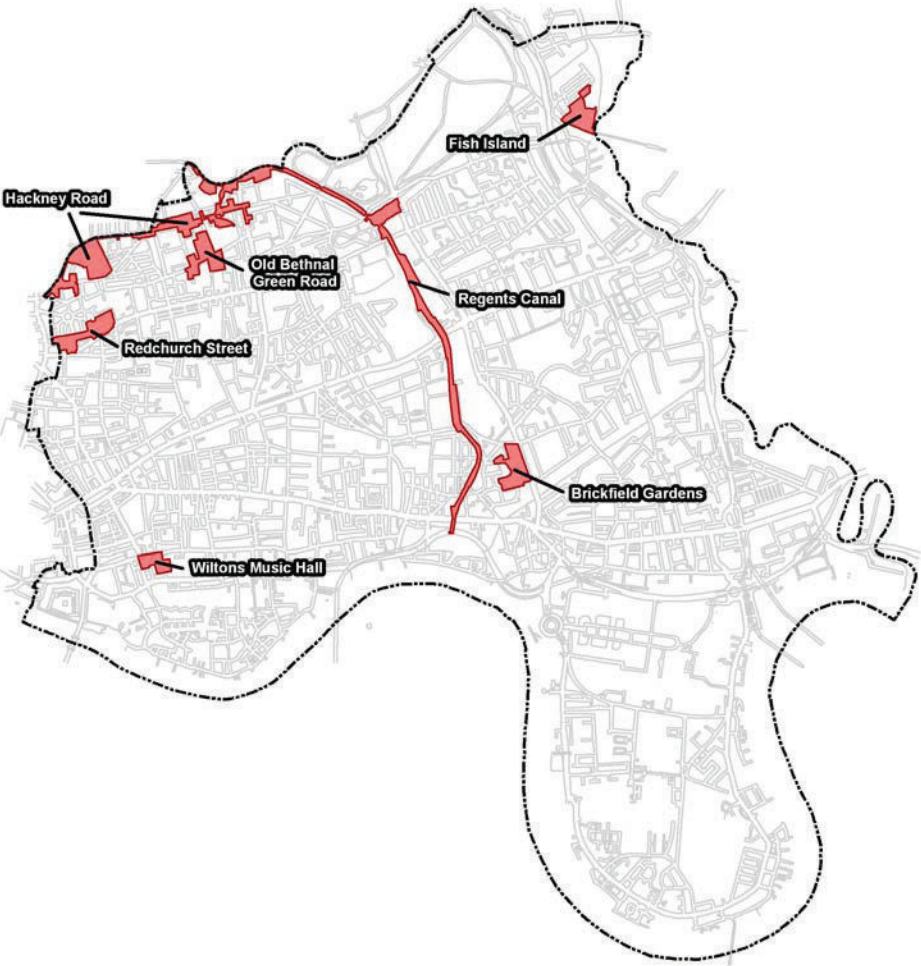 Fish Island
Hackney Road
Old Bethnal
Green Road
Regents Canal
Redchurch Street
Brickfield Gardens
Wiltons Music Hall